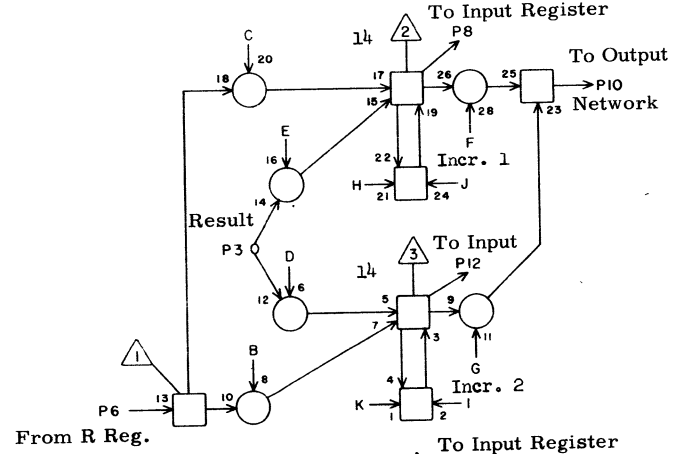 To Input Register
14
2
P8
C
20
To Output
18
17
26
25
P10
15
23
Network
19
28
E
F
16
22
Incr. 1
H
J
14
21
24
Result
P3
To Input
D
14
3
P12
6
12
5
9
7
3
11
1
B
G
8
4
Incr. 2
13
10
K
I
P6
1
2
From R Reg.
To Input Register